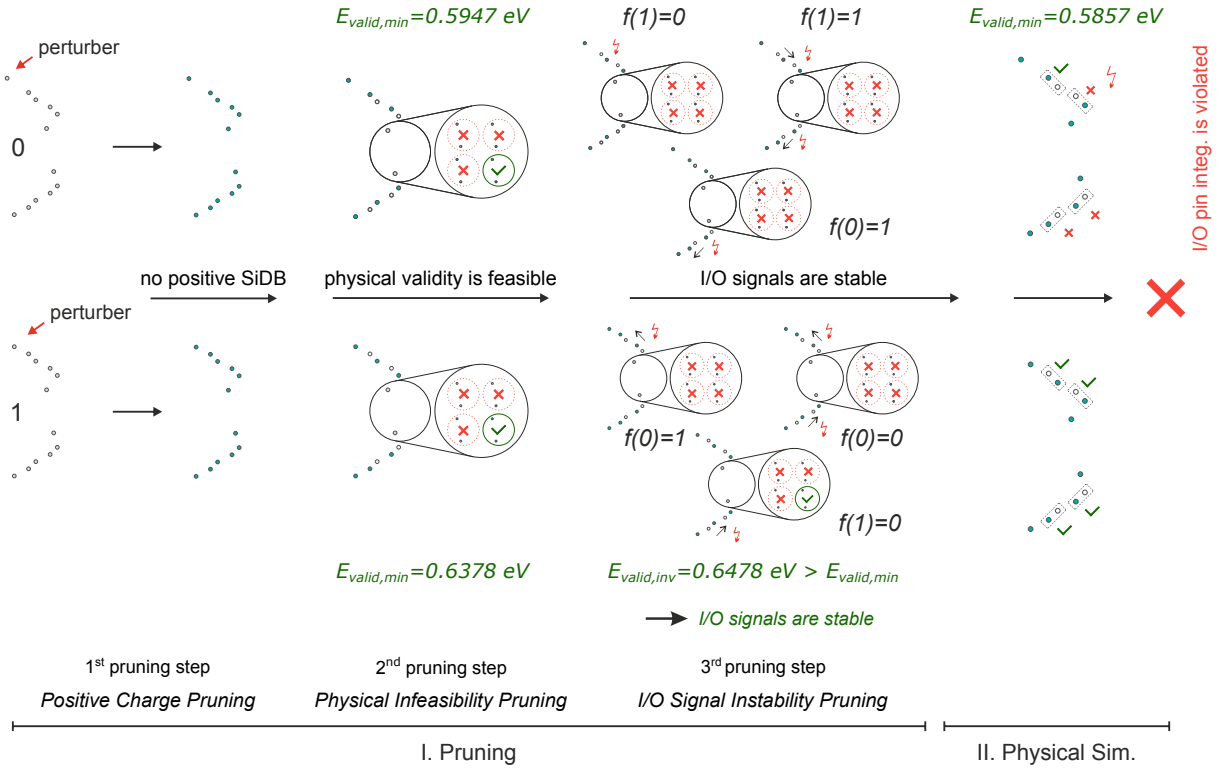 E_valid,min=0.5947 eV
f(1)=0
f(1)=1
E_valid,min=0.5857 eV
perturber
0
f(0)=1
I/O pin integ. is violated
no positive SiDB
physical validity is feasible
I/O signals are stable
perturber
1
f(0)=1
f(0)=0
f(1)=0
E_valid,min=0.6378 eV
E_valid,inv=0.6478 eV > E_valid,min
I/O signals are stable
1st pruning step
2nd pruning step
3rd pruning step
Positive Charge Pruning
Physical Infeasibility Pruning
I/O Signal Instability Pruning
I. Pruning
II. Physical Sim.